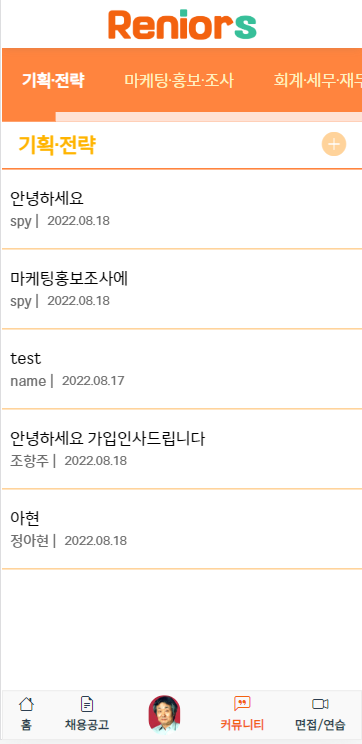 Reniors
기획·전략 마케팅·홍보·조사 회계·세무·재무
기획·전략
안녕하세요
spy | 2022.08.18
마케팅홍보조사에
spy | 2022.08.18
test
name | 2022.08.17
안녕하세요 가입인사드립니다
조항주 | 2022.08.18
아현
정아현 | 2022.08.18
홈 채용공고 커뮤니티 면접/연습